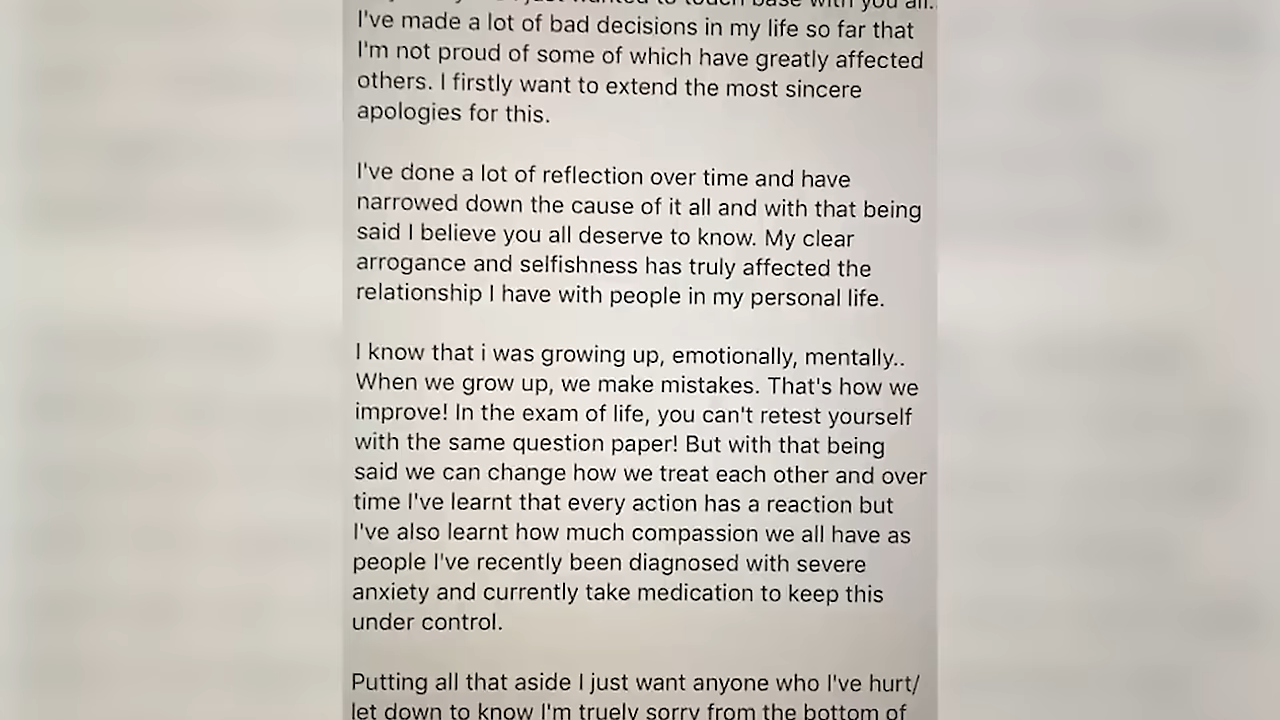 just wanted to touch base with you all.
I've made a lot of bad decisions in my life so far that
I'm not proud of some of which have greatly affected
others. I firstly want to extend the most sincere
apologies for this.
I've done a lot of reflection over time and have
narrowed down the cause of it all and with that being
said I believe you all deserve to know. My clear
arrogance and selfishness has truly affected the
relationship I have with people in my personal life.
I know that i was growing up, emotionally, mentally..
When we grow up, we make mistakes. That's how we
improve! In the exam of life, you can't retest yourself
with the same question paper! But with that being
said we can change how we treat each other and over
time I've learnt that every action has a reaction but
I've also learnt how much compassion we all have as
people I've recently been diagnosed with severe
anxiety and currently take medication to keep this
under control.
Putting all that aside I just want anyone who I've hurt/
let down to know I'm truely sorry from the bottom of